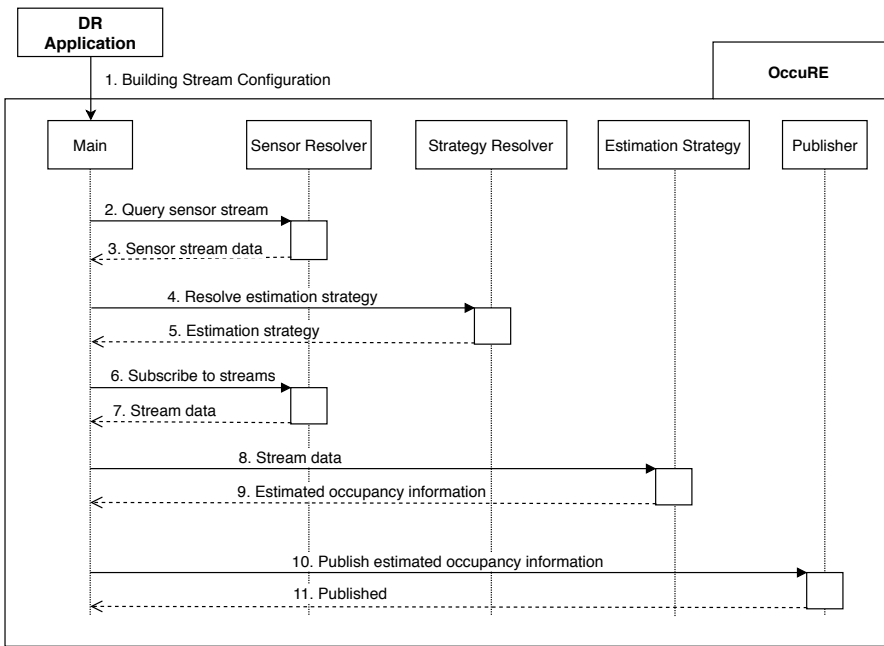 DR
Application
1. Building Stream Configuration
OccuRE
Main
Sensor Resolver
Strategy Resolver
Estimation Strategy
Publisher
2. Query sensor stream
3. Sensor stream data
4. Resolve estimation strategy
5. Estimation strategy
6. Subscribe to streams
7. Stream data
8. Stream data
9. Estimated occupancy information
10. Publish estimated occupancy information
11. Published